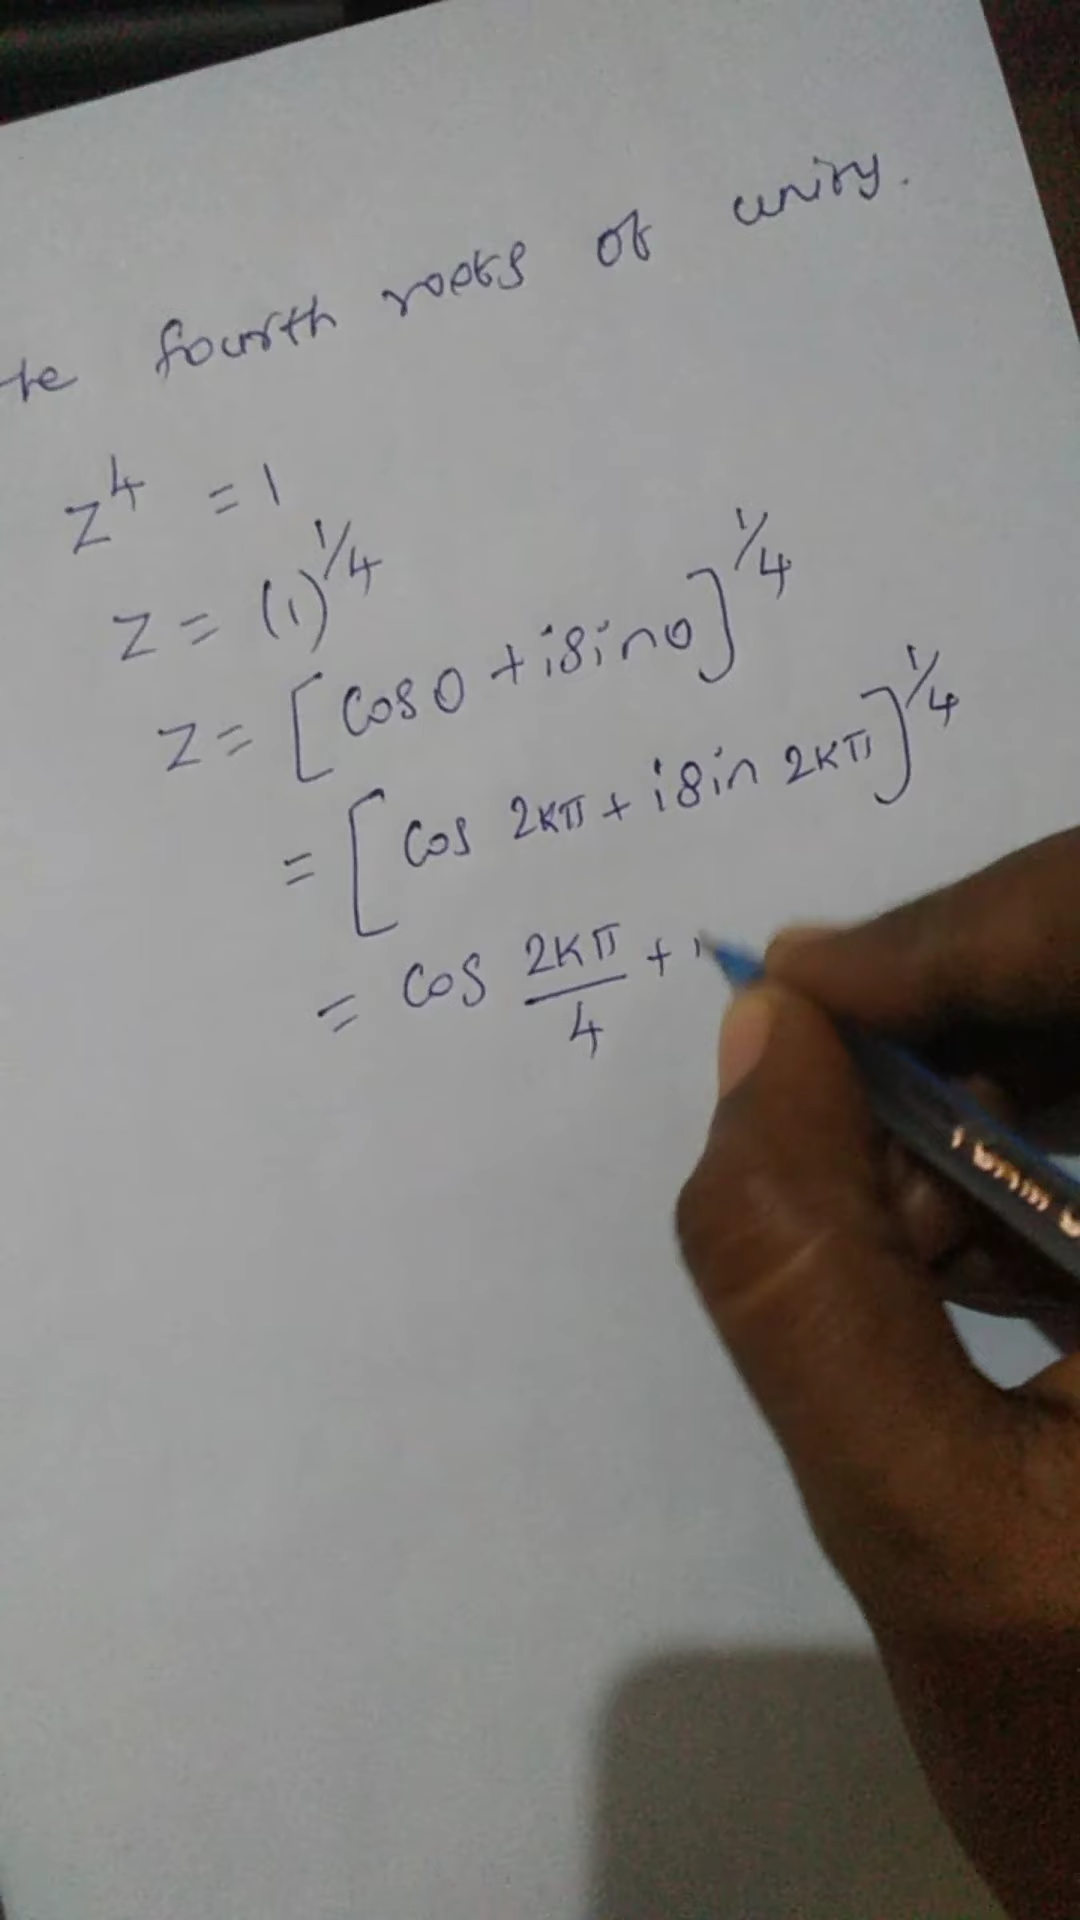 te fourth roots of unity.
z⁴ = 1
z = (1)^1/4
z = [cos 0 + i sin 0]^1/4
= [cos 2kπ + i sin 2kπ]^1/4
= cos 2kπ/4 + i